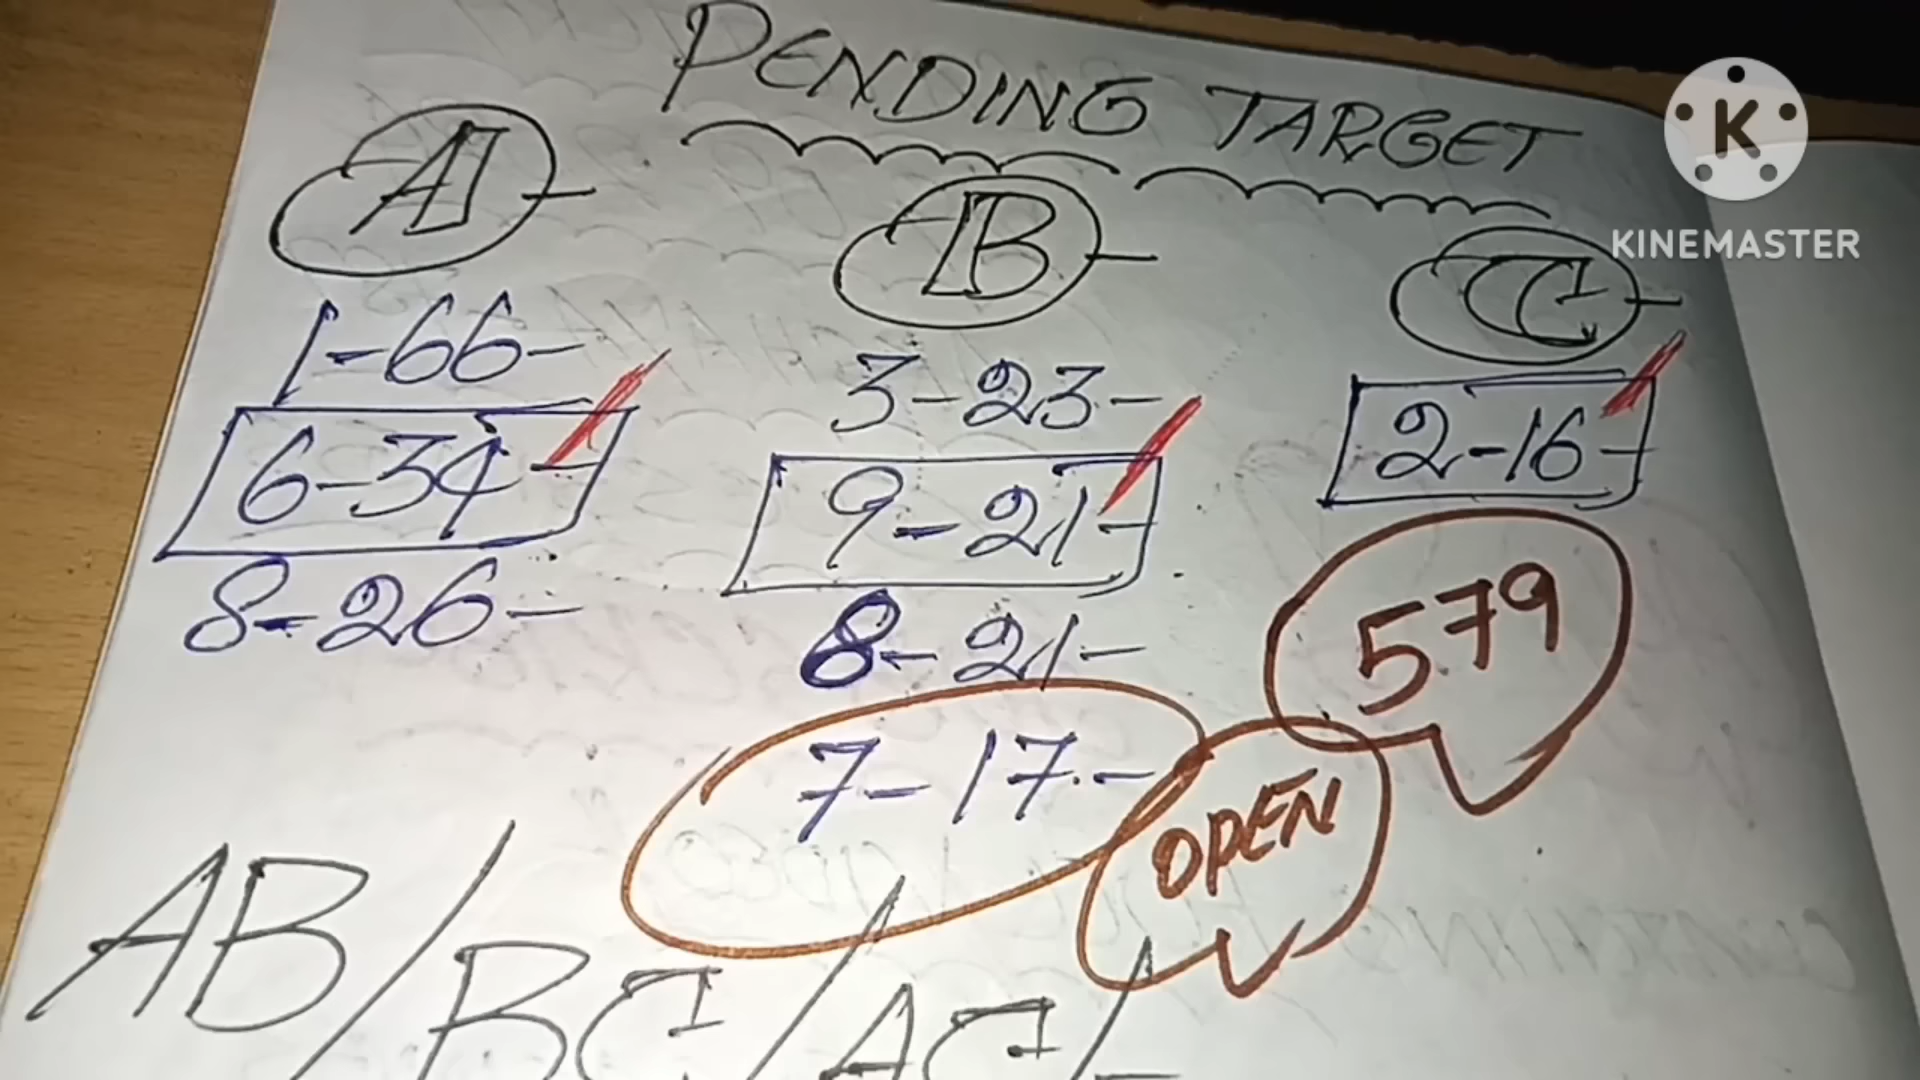 PENDING TARGET
A
B
C
1-66-
6-34-
8-26-
3-23-
9-21-
8-21-
7-17-
2-16-
579
OPEN
AB/BC/AC/-
K
KINEMASTER